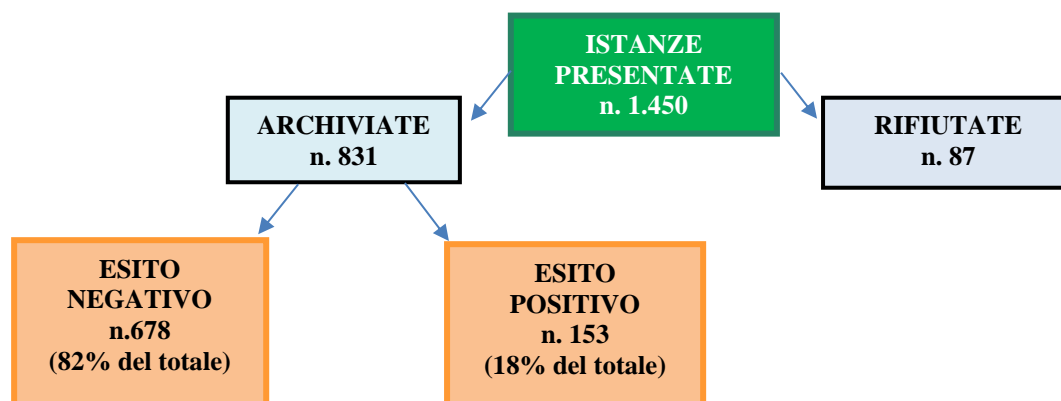 ISTANZE
PRESENTATE
n. 1.450
ARCHIVIATE
n. 831
RIFIUTATE
n. 87
ESITO
NEGATIVO
n.678
(82% del totale)
ESITO
POSITIVO
n. 153
(18% del totale)